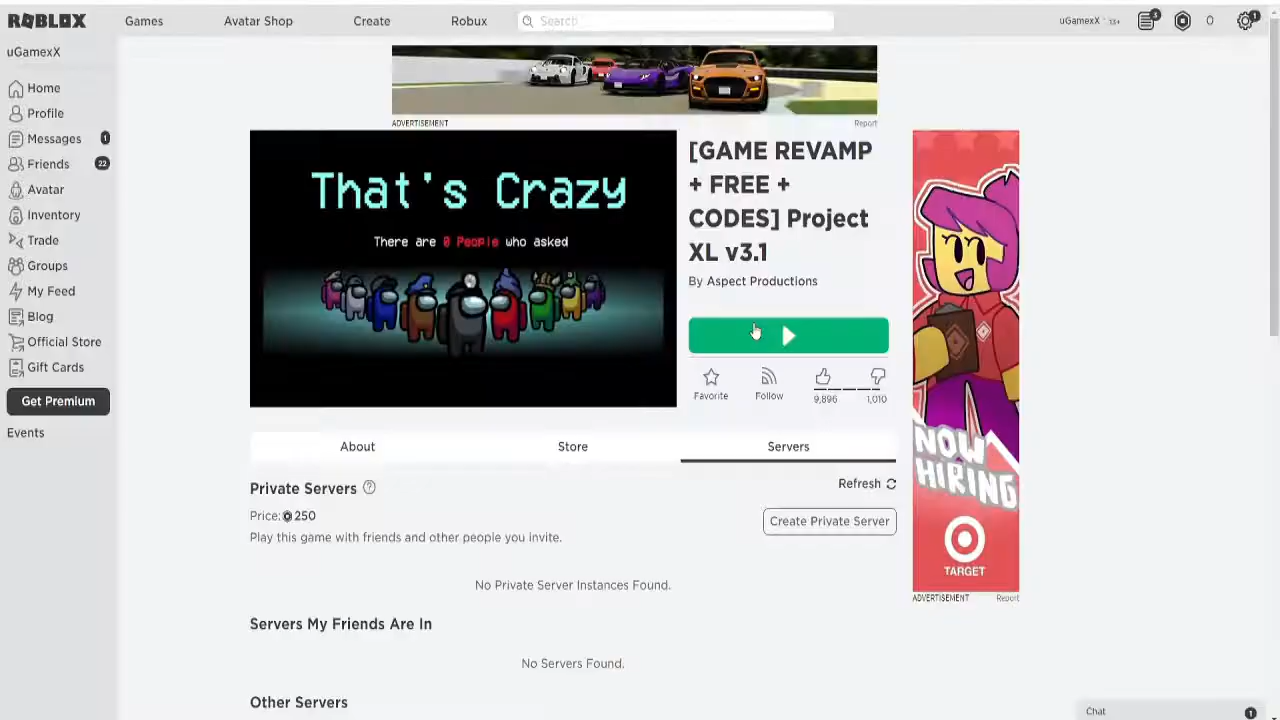 ROBLOX
Games
Avatar Shop
Create
Robux
Search
uGamexX
13+
3
0
1
uGamexX
Home
Profile
Messages
1
Friends
22
Avatar
Inventory
Trade
Groups
My Feed
Blog
Official Store
Gift Cards
Get Premium
Events
ADVERTISEMENT
Report
That's Crazy
There are 0 People who asked
[GAME REVAMP
+ FREE +
CODES] Project
XL v3.1
By Aspect Productions
Favorite
Follow
9,896
1,010
About
Store
Servers
Private Servers
Refresh
Price: 250
Create Private Server
Play this game with friends and other people you invite.
No Private Server Instances Found.
Servers My Friends Are In
No Servers Found.
Other Servers
NOW
HIRING
TARGET
ADVERTISEMENT
Report
Chat
1